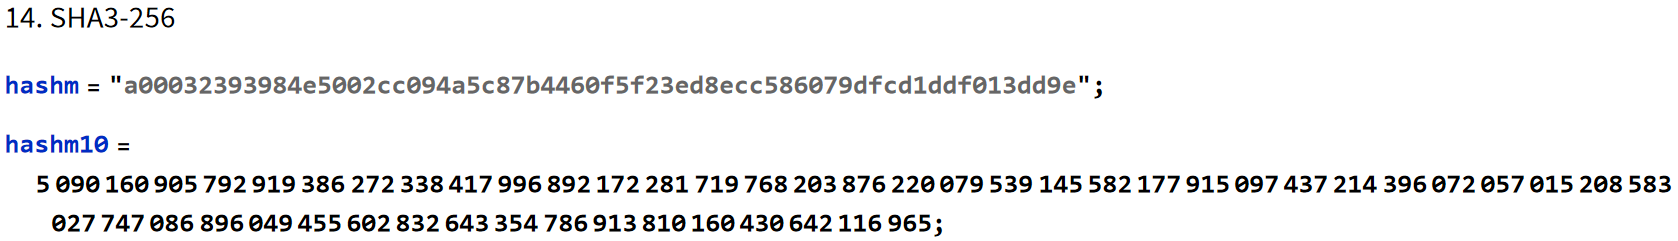 14. SHA3-256
hashm = "a00032393984e5002cc094a5c87b4460f5f23ed8ecc586079dfcd1ddf013dd9e";
hashm10 =
5 090 160 905 792 919 386 272 338 417 996 892 172 281 719 768 203 876 220 079 539 145 582 177 915 097 437 214 396 072 057 015 208 583
027 747 086 896 049 455 602 832 643 354 786 913 810 160 430 642 116 965;